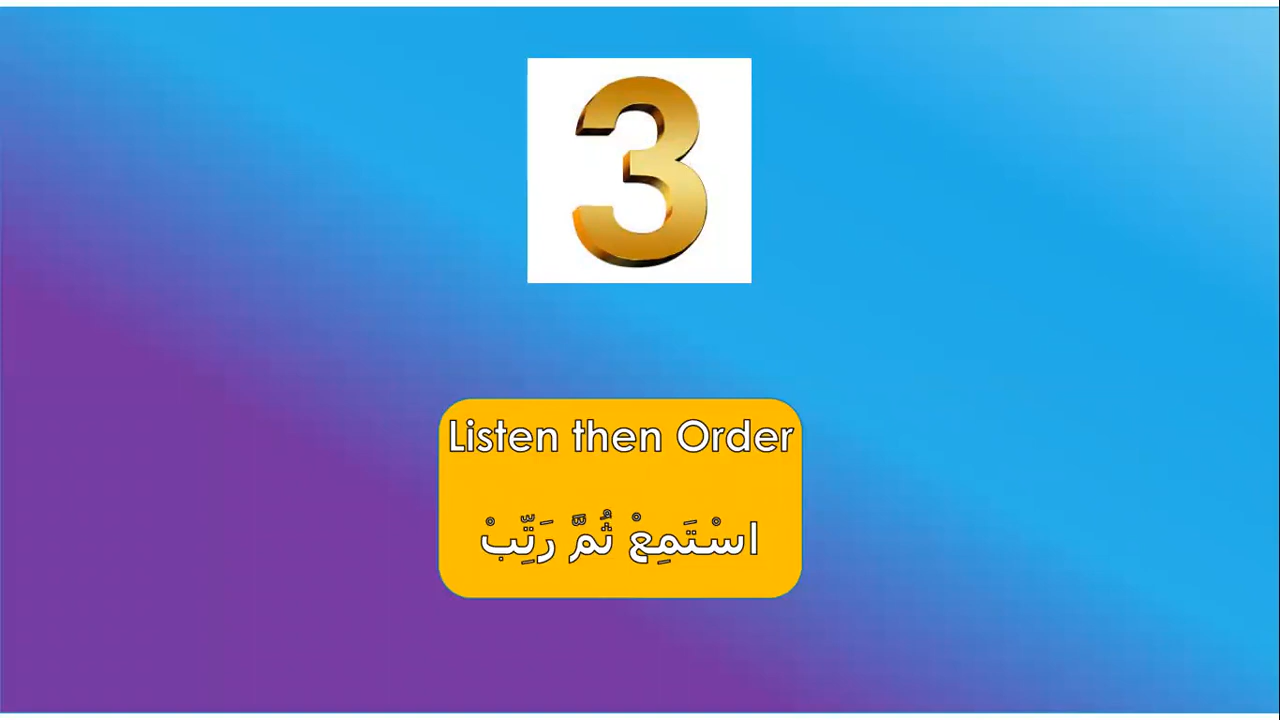 3
Listen then Order
اسْتَمِعْ ثُمَّ رَتِّبْ